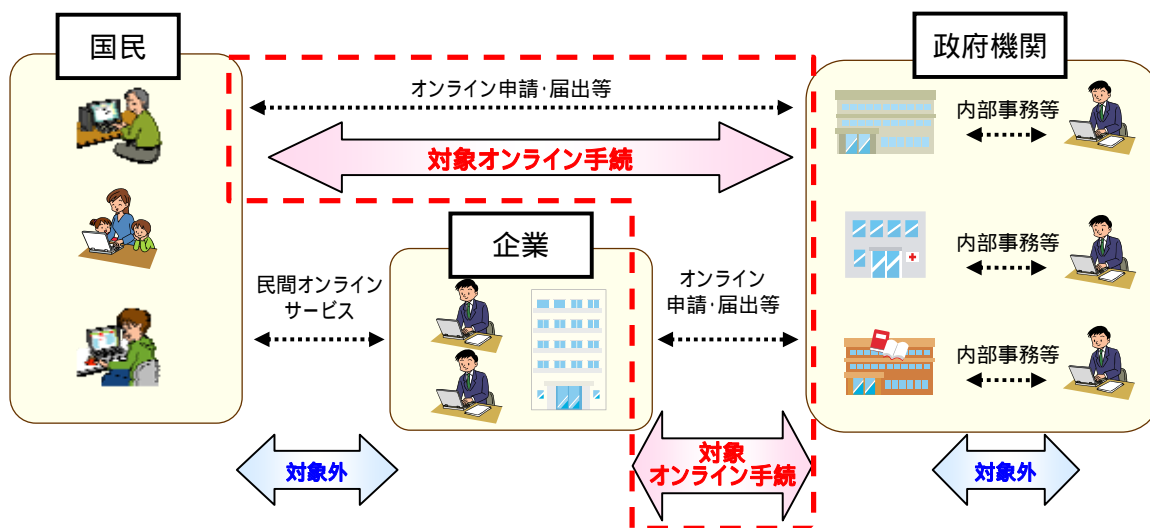 国民
政府機関
オンライン申請・届出等
対象オンライン手続
内部事務等
企業
内部事務等
民間オンライン
サービス
オンライン
申請・届出等
内部事務等
対象外
対象
オンライン手続
対象外